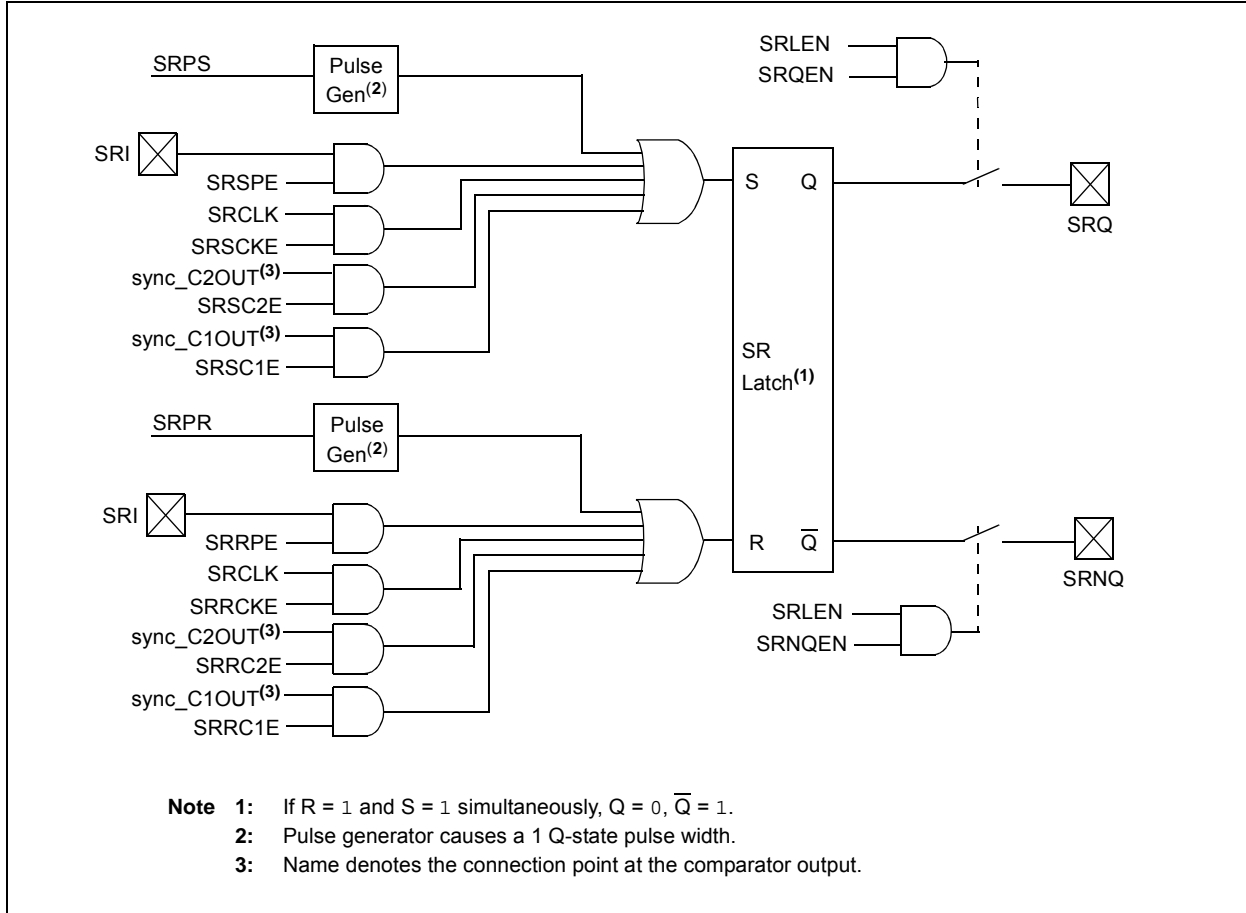 SRPS
Pulse
Gen(2)
SRI
SRSPE
SRCLK
SRSCKE
sync_C2OUT(3)
SRSC2E
sync_C1OUT(3)
SRSC1E
SRPR
Pulse
Gen(2)
SRI
SRRPE
SRCLK
SRRCKE
sync_C2OUT(3)
SRRC2E
sync_C1OUT(3)
SRRC1E
S Q
SR
Latch(1)
R Q̅
SRLEN
SRQEN
SRQ
SRLEN
SRNQEN
SRNQ
Note 1: If R = 1 and S = 1 simultaneously, Q = 0, Q̅ = 1.
2: Pulse generator causes a 1 Q-state pulse width.
3: Name denotes the connection point at the comparator output.